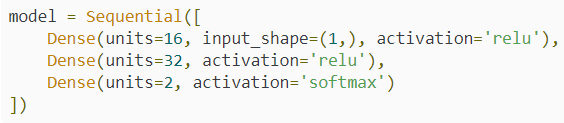 model = Sequential([
    Dense(units=16, input_shape=(1,), activation='relu'),
    Dense(units=32, activation='relu'),
    Dense(units=2, activation='softmax')
])